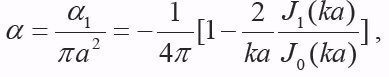 α = α₁ / πa² = − 1 / 4π [1 − 2 / ka J₁(ka) / J₀(ka)] ,